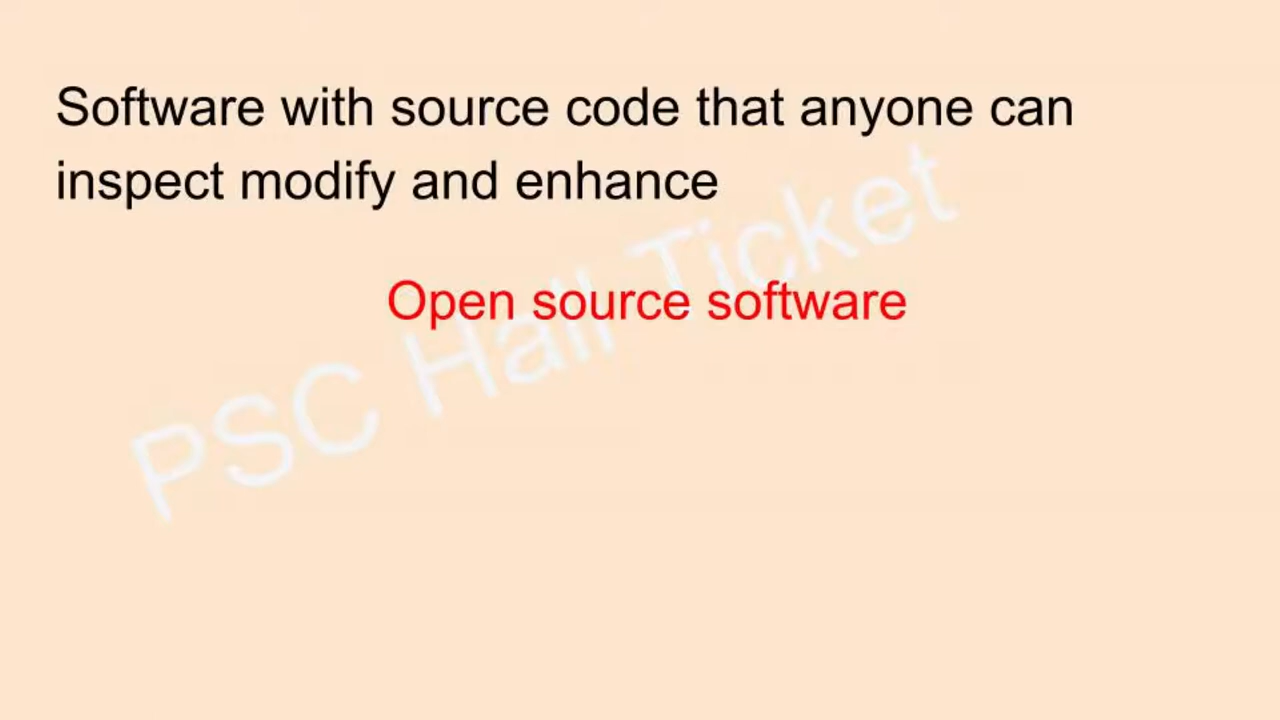 Software with source code that anyone can
inspect modify and enhance
Open source software
PSC Hall Ticket